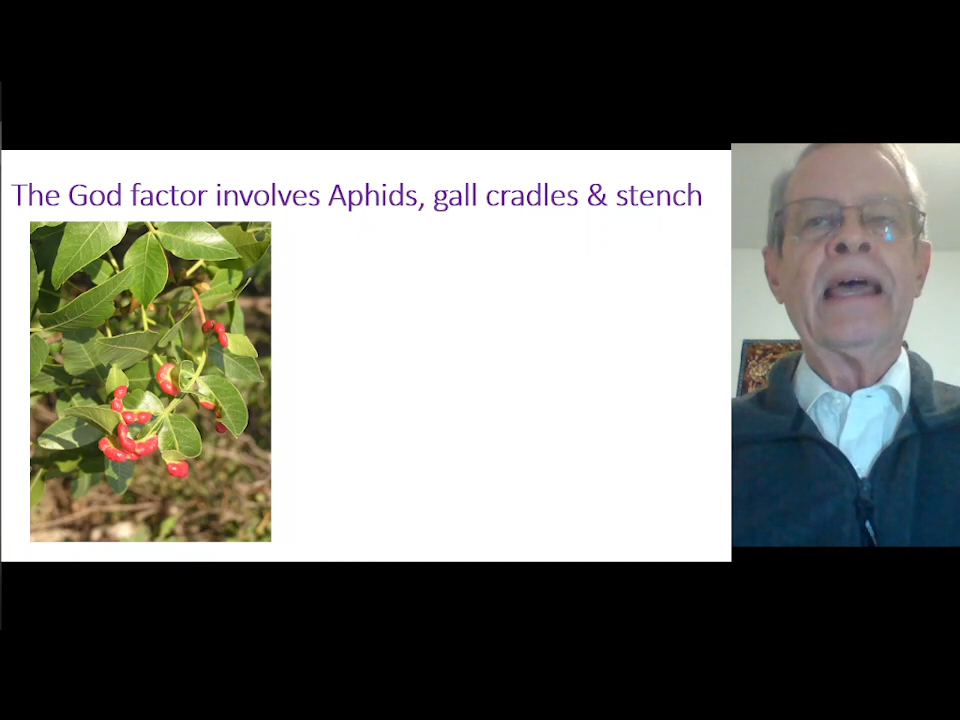 The God factor involves Aphids, gall cradles & stench